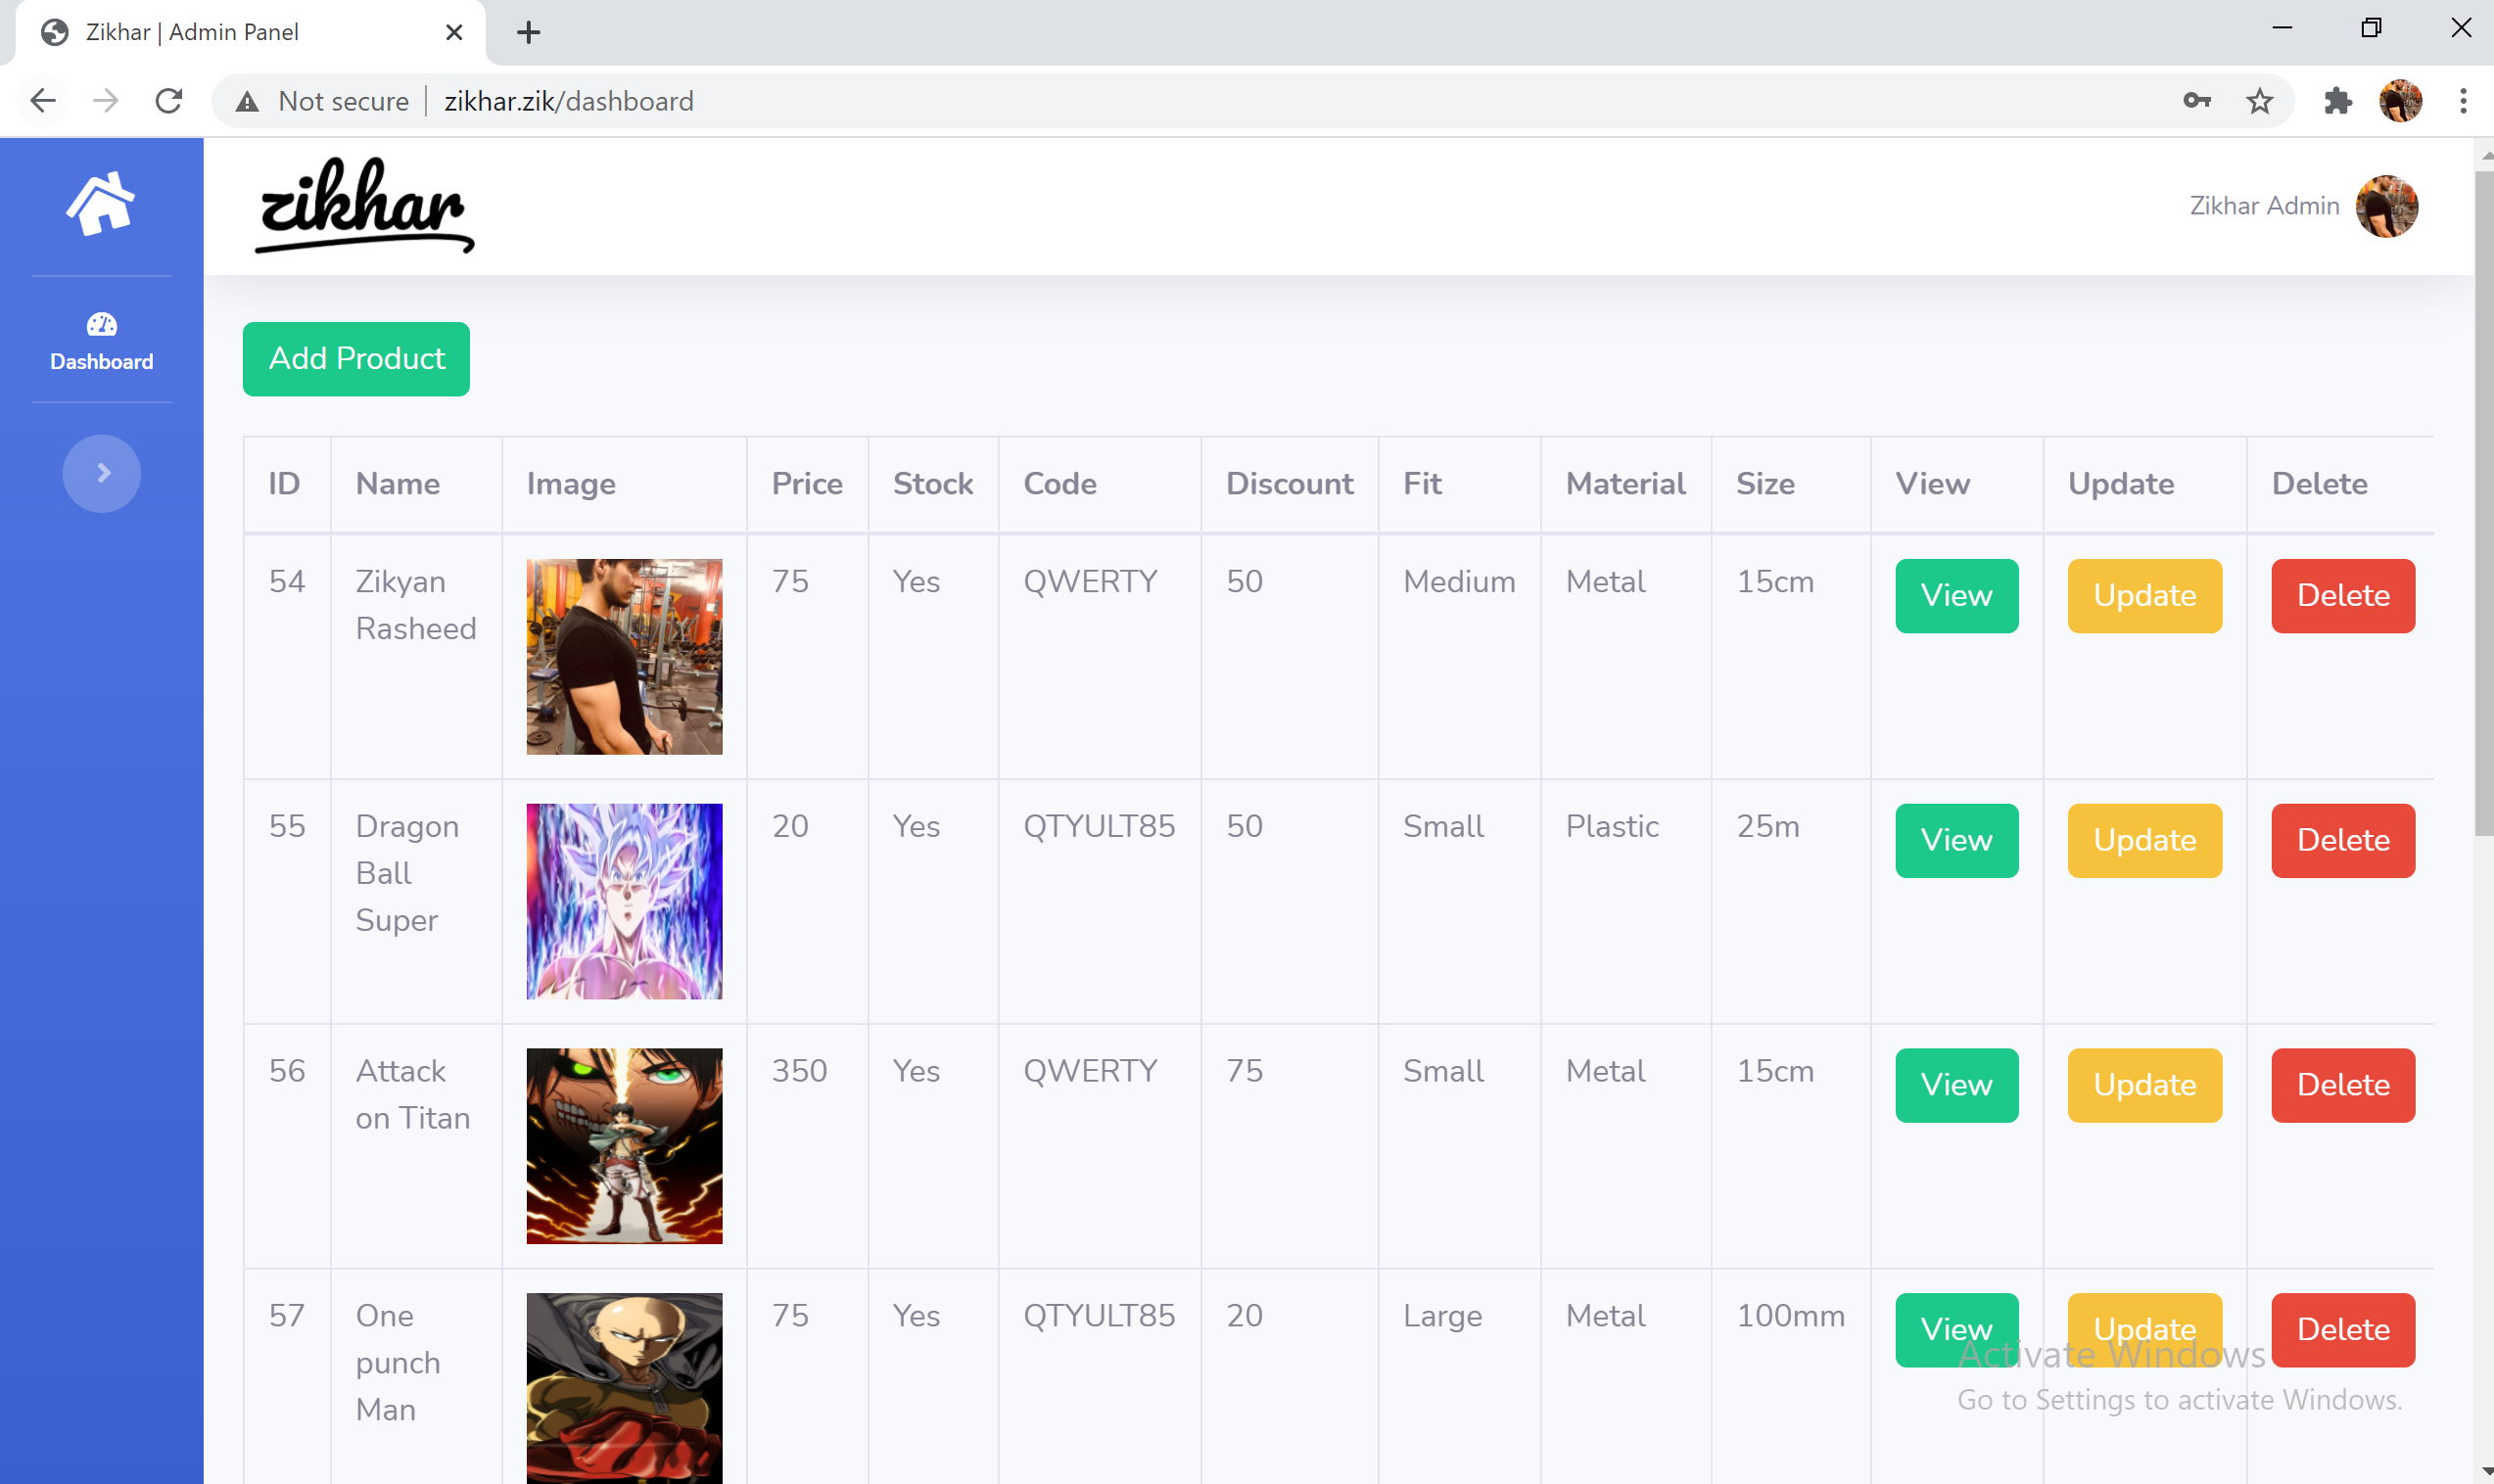 Zikhar | Admin Panel
Not secure
zikhar.zik/dashboard
zikhar
Zikhar Admin
Dashboard
Add Product
ID Name Image Price Stock Code Discount Fit Material Size View Update Delete
54 Zikyan 75 Yes QWERTY 50 Medium Metal 15cm View Update Delete
Rasheed
55 Dragon 20 Yes QTYULT85 50 Small Plastic 25m View Update Delete
Ball
Super
56 Attack 350 Yes QWERTY 75 Small Metal 15cm View Update Delete
on Titan
57 One 75 Yes QTYULT85 20 Large Metal 100mm View Update Delete
punch
Man
Activate Windows
Go to Settings to activate Windows.